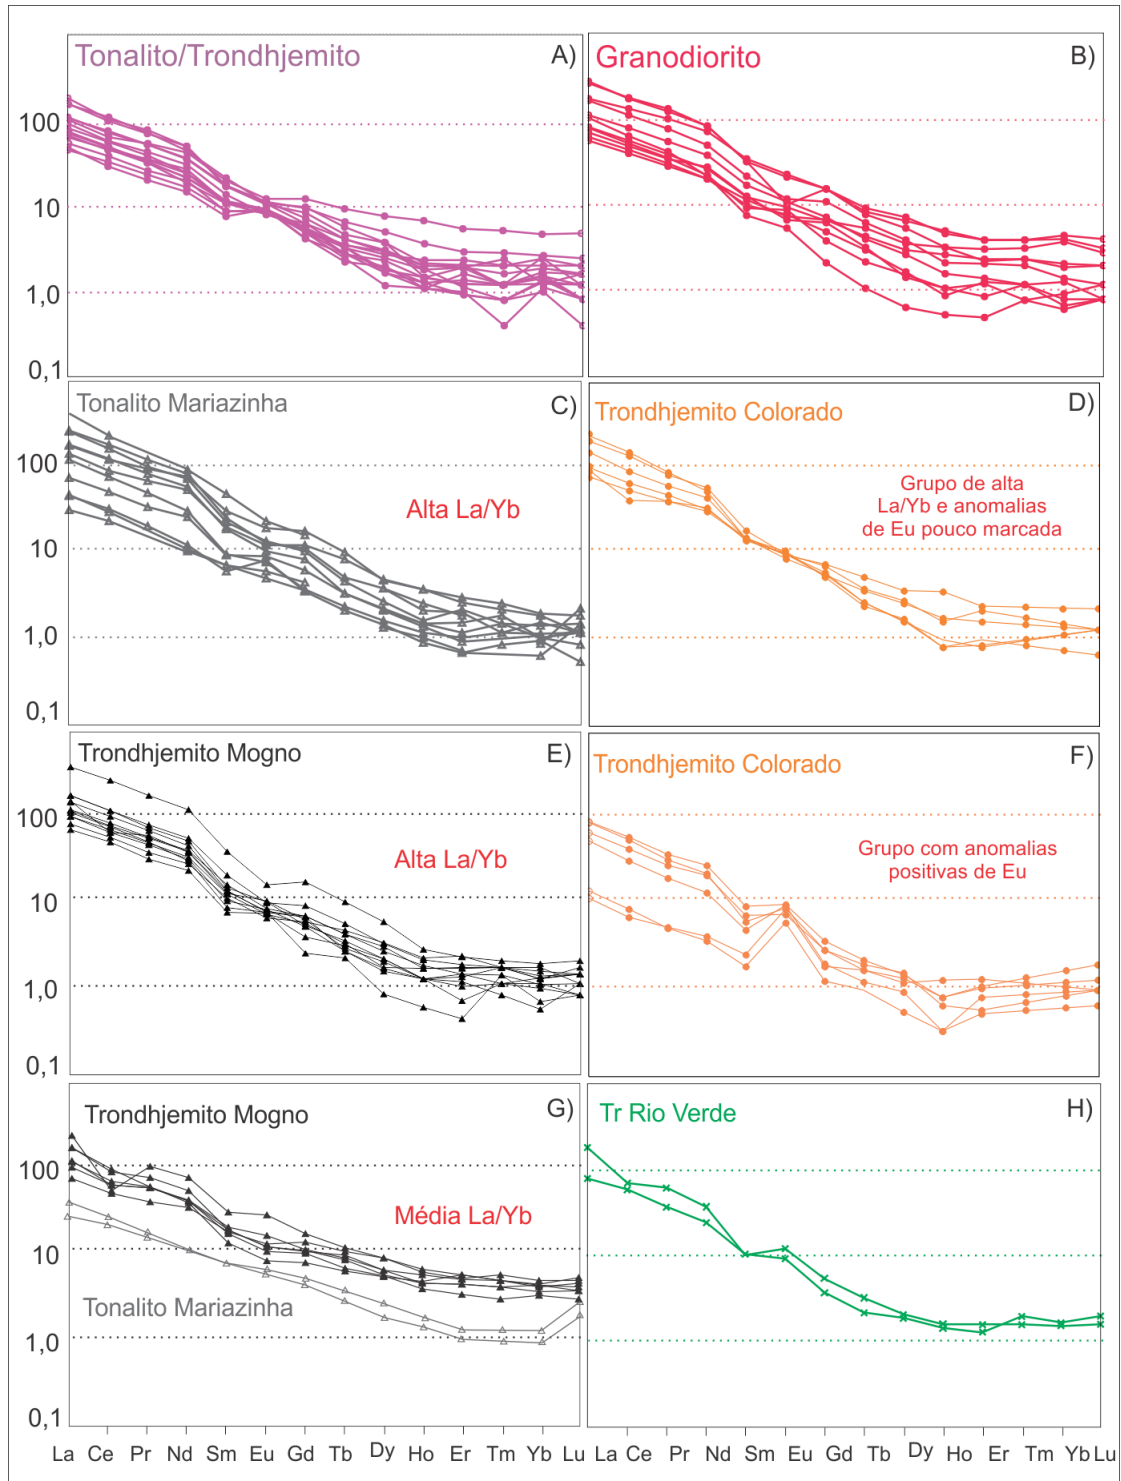 Tonalito/Trondhjemito A)
Granodiorito B)
100
10
1,0
0,1
Tonalito Mariazinha C)
Trondhjemito Colorado D)
100
10
1,0
0,1
Alta La/Yb
Grupo de alta
La/Yb e anomalias
de Eu pouco marcada
Trondhjemito Mogno E)
Trondhjemito Colorado F)
100
10
1,0
0,1
Alta La/Yb
Grupo com anomalias
positivas de Eu
Trondhjemito Mogno G)
Tr Rio Verde H)
100
10
1,0
0,1
Média La/Yb
Tonalito Mariazinha
La Ce Pr Nd Sm Eu Gd Tb Dy Ho Er Tm Yb Lu
La Ce Pr Nd Sm Eu Gd Tb Dy Ho Er Tm Yb Lu